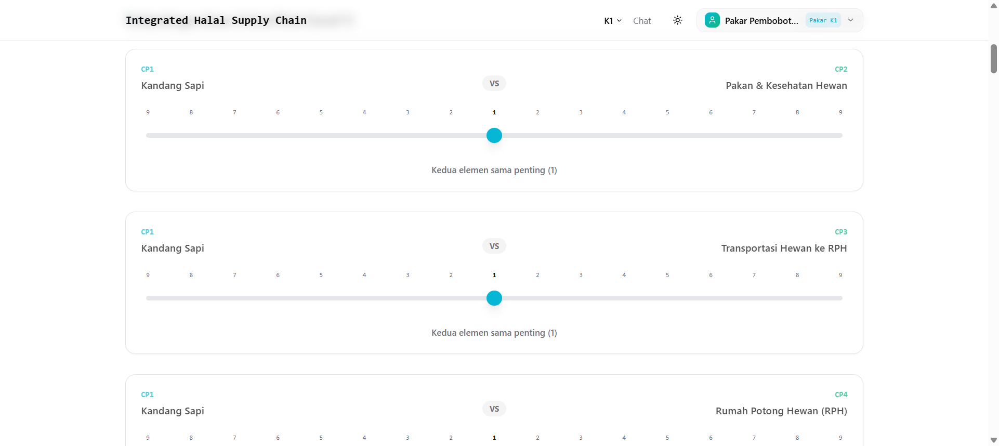 Integrated Halal Supply Chain
K1
Chat
Pakar Pembobot...
Pakar K1
CP1
CP2
Kandang Sapi
VS
Pakan & Kesehatan Hewan
9 8 7 6 5 4 3 2 1 2 3 4 5 6 7 8 9
Kedua elemen sama penting (1)
CP1
CP3
Kandang Sapi
VS
Transportasi Hewan ke RPH
9 8 7 6 5 4 3 2 1 2 3 4 5 6 7 8 9
Kedua elemen sama penting (1)
CP1
CP4
Kandang Sapi
VS
Rumah Potong Hewan (RPH)
9 8 7 6 5 4 3 2 1 2 3 4 5 6 7 8 9